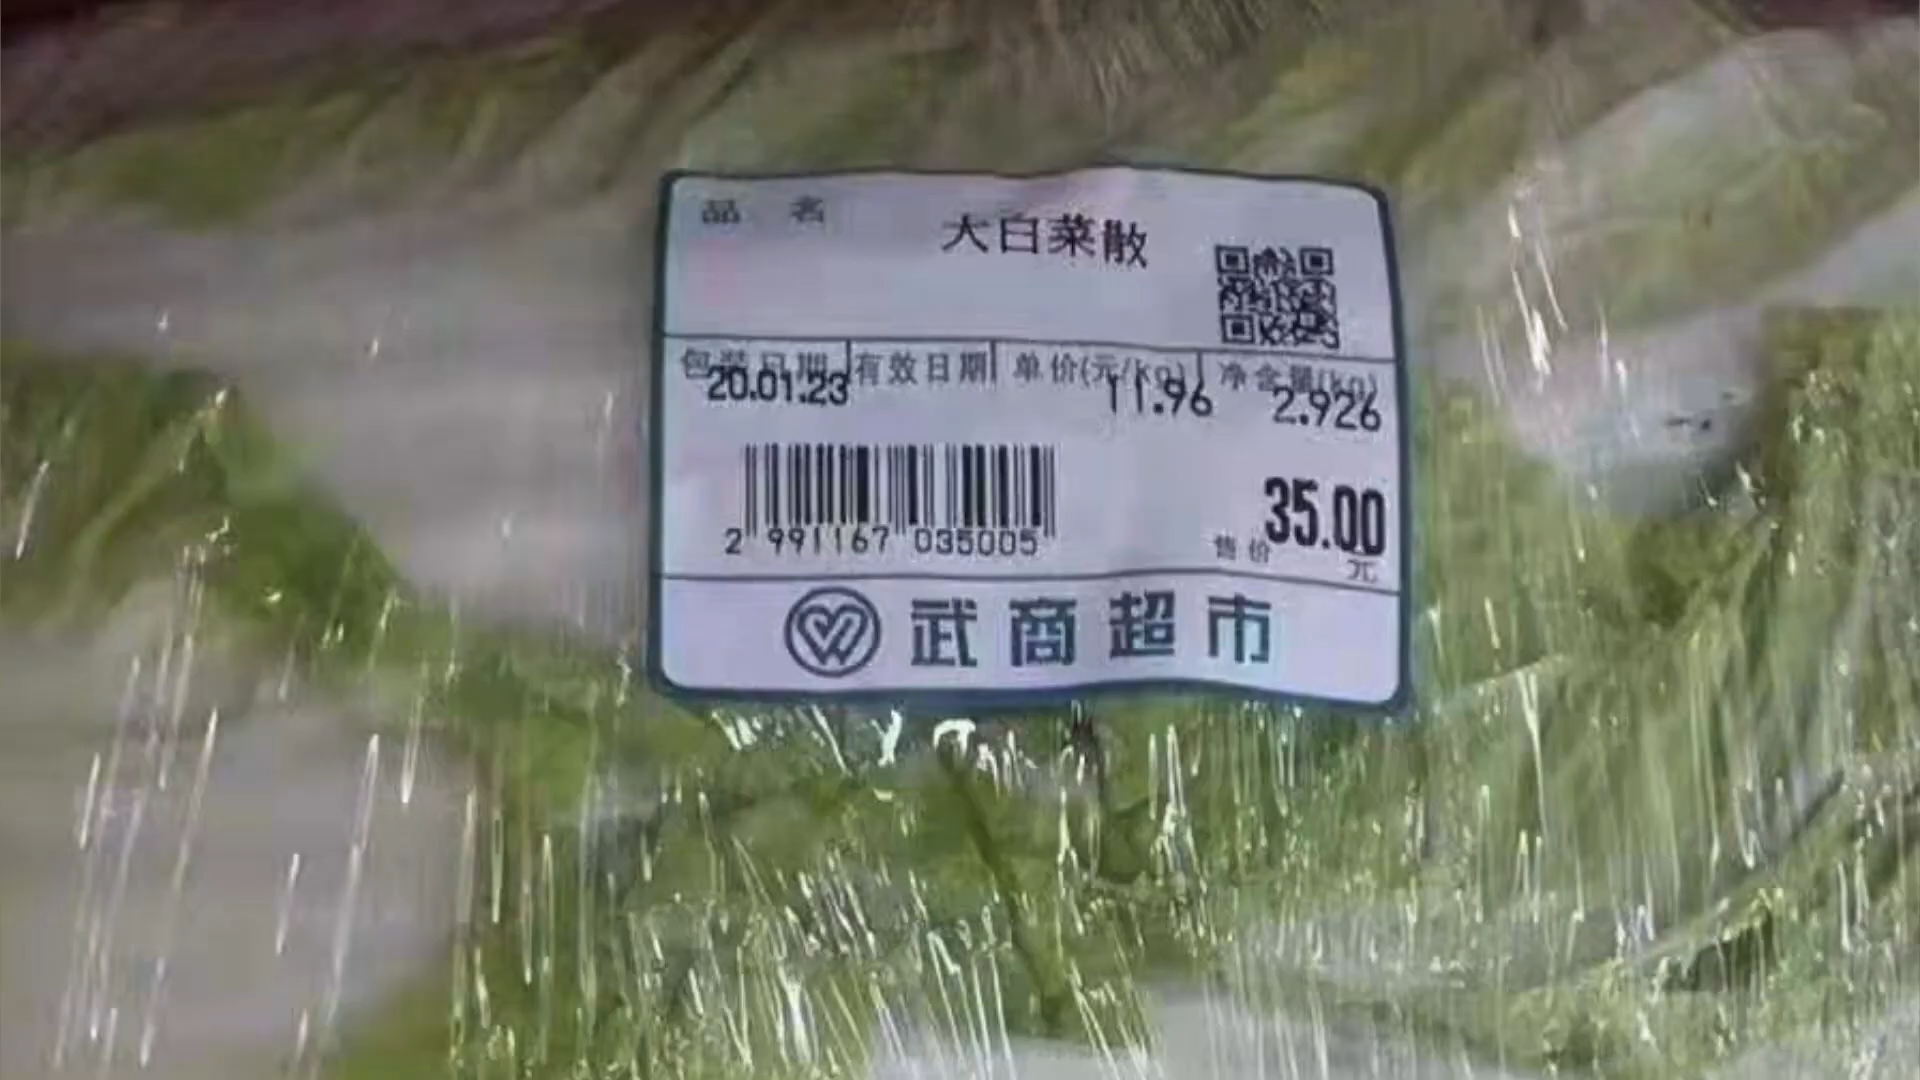 品 名 大白菜散
包装日期 有效日期 单价(元/kg) 净含量(kg)
20.01.23 11.96 2.926
2 991167 035005
35.00
售价 元
武商超市